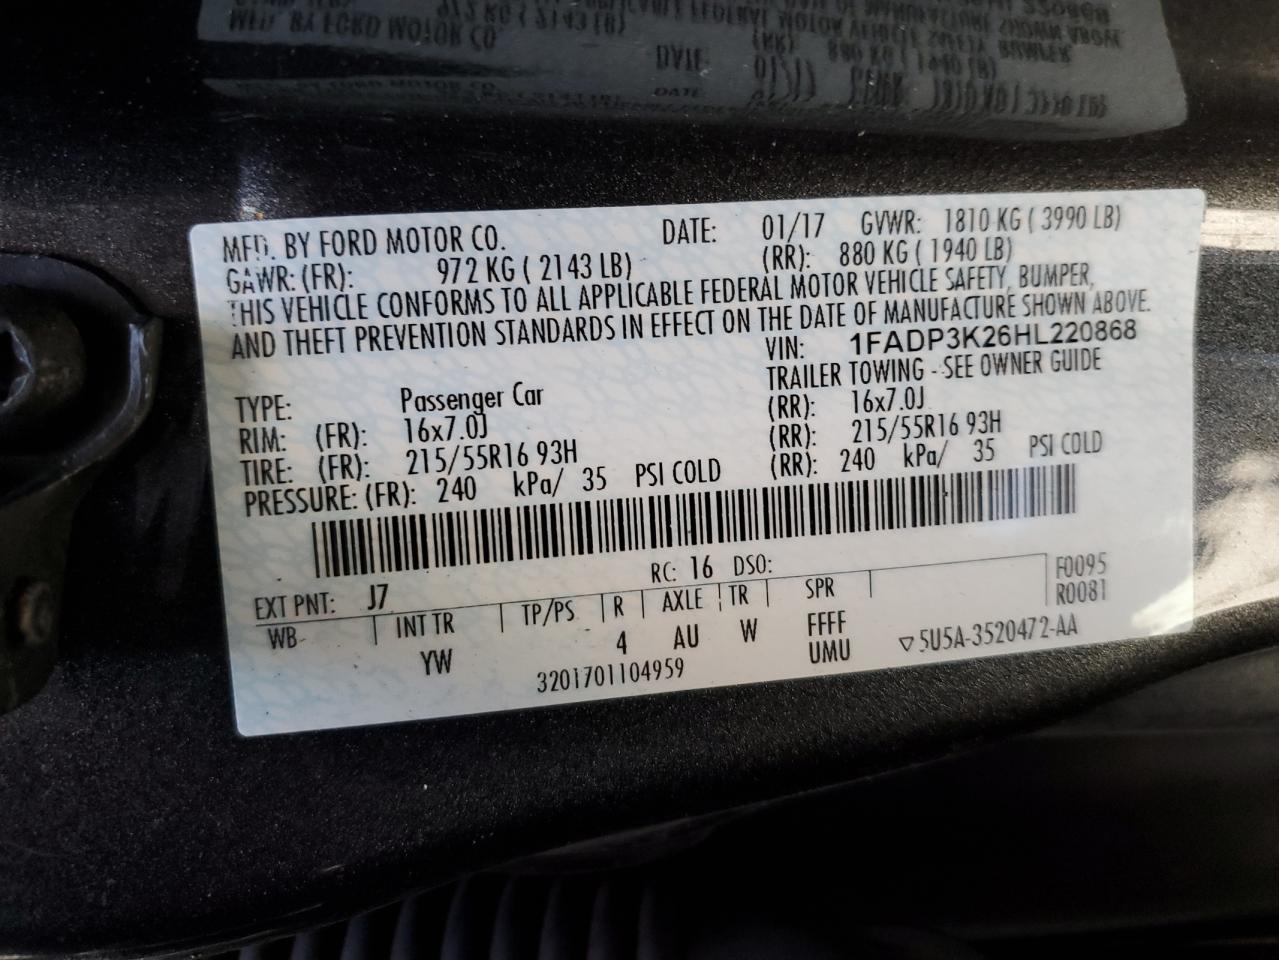 MFD. BY FORD MOTOR CO. DATE: 01/17 GVWR: 1810 KG ( 3990 LB)
GAWR: (FR): 972 KG ( 2143 LB) (RR): 880 KG ( 1940 LB)
THIS VEHICLE CONFORMS TO ALL APPLICABLE FEDERAL MOTOR VEHICLE SAFETY, BUMPER,
AND THEFT PREVENTION STANDARDS IN EFFECT ON THE DATE OF MANUFACTURE SHOWN ABOVE.
VIN: 1FADP3K26HL220868
TRAILER TOWING - SEE OWNER GUIDE
TYPE: Passenger Car
RIM: (FR): 16x7.0J (RR): 16x7.0J
TIRE: (FR): 215/55R16 93H (RR): 215/55R16 93H
PRESSURE: (FR): 240 kPa/ 35 PSI COLD (RR): 240 kPa/ 35 PSI COLD
EXT PNT: J7 RC: 16 DSO: F0095
R0081
WB INT TR TP/PS R AXLE TR SPR
YW 4 AU W FFFF
UMU
3201701104959 ▽5U5A-3520472-AA